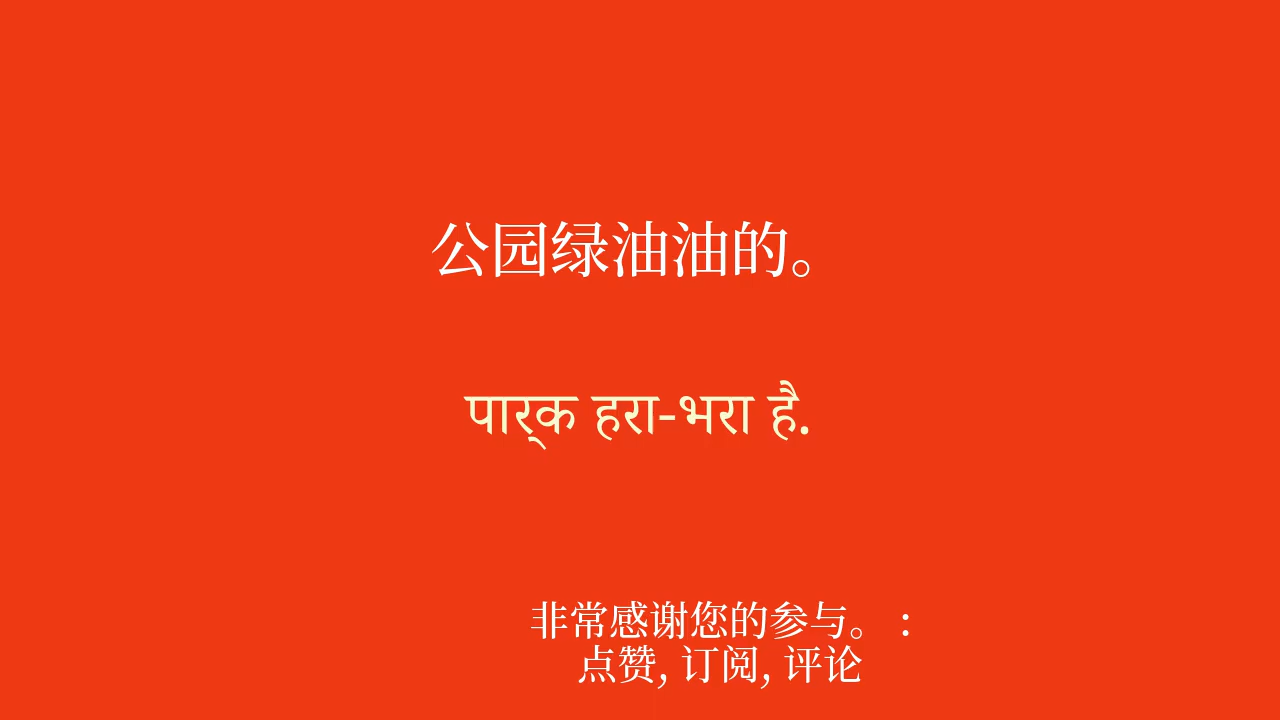 公园绿油油的。
पार्क हरा-भरा है.
非常感谢您的参与。 :
点赞, 订阅, 评论